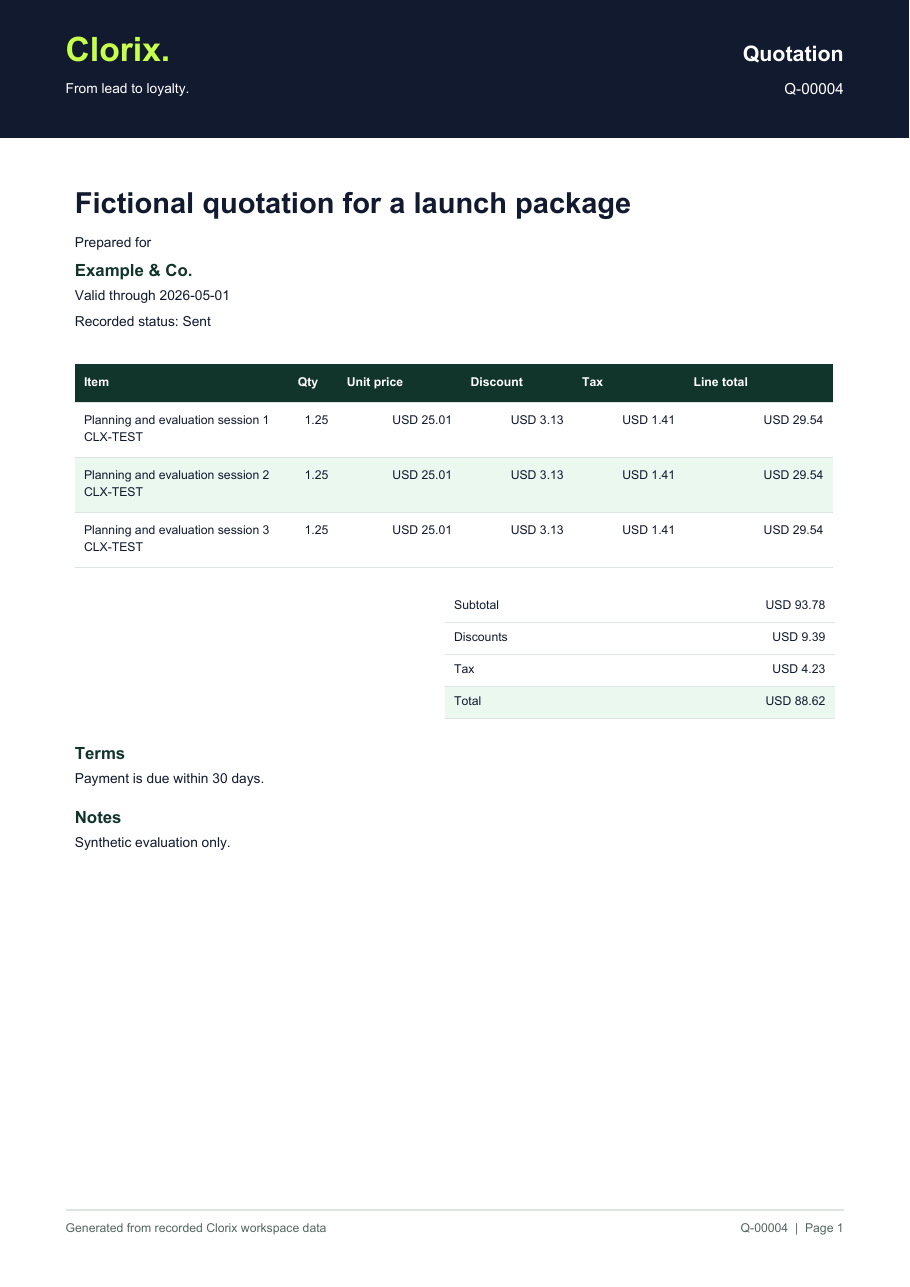 Clorix.
From lead to loyalty.
Quotation
Q-00004
Fictional quotation for a launch package
Prepared for
Example & Co.
Valid through 2026-05-01
Recorded status: Sent
Item Qty Unit price Discount Tax Line total
Planning and evaluation session 1 1.25 USD 25.01 USD 3.13 USD 1.41 USD 29.54
CLX-TEST
Planning and evaluation session 2 1.25 USD 25.01 USD 3.13 USD 1.41 USD 29.54
CLX-TEST
Planning and evaluation session 3 1.25 USD 25.01 USD 3.13 USD 1.41 USD 29.54
CLX-TEST
Subtotal USD 93.78
Discounts USD 9.39
Tax USD 4.23
Total USD 88.62
Terms
Payment is due within 30 days.
Notes
Synthetic evaluation only.
Generated from recorded Clorix workspace data
Q-00004 | Page 1